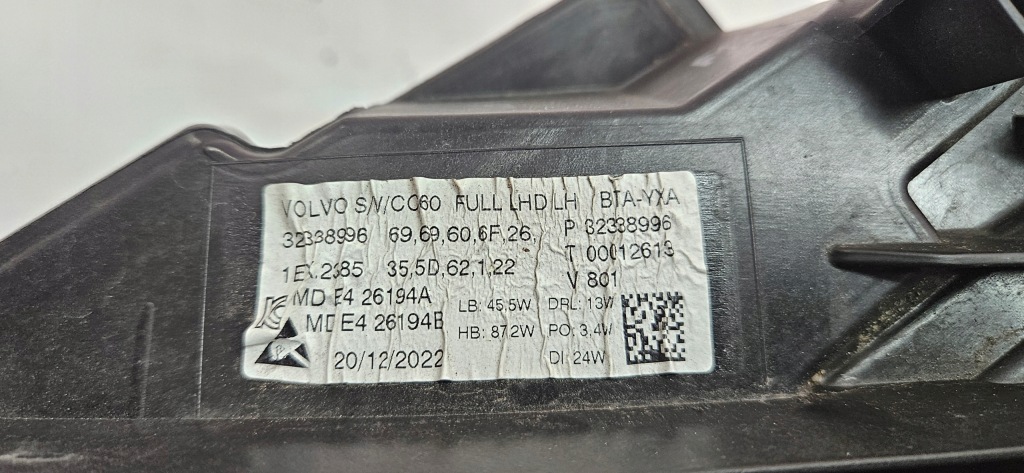 VOLVO S/V/CC60 FULL LHD LH YBTA-YXA
32338996 69,69,60,6F,26, P 32338996
1EX.2385 35,5D,62,1,22 T 00012613
V 801
MD E4 26194A LB: 45.5W DRL: 13W
MD E4 26194B HB: 87.2W PO: 3,4W
20/12/2022 DI: 24W